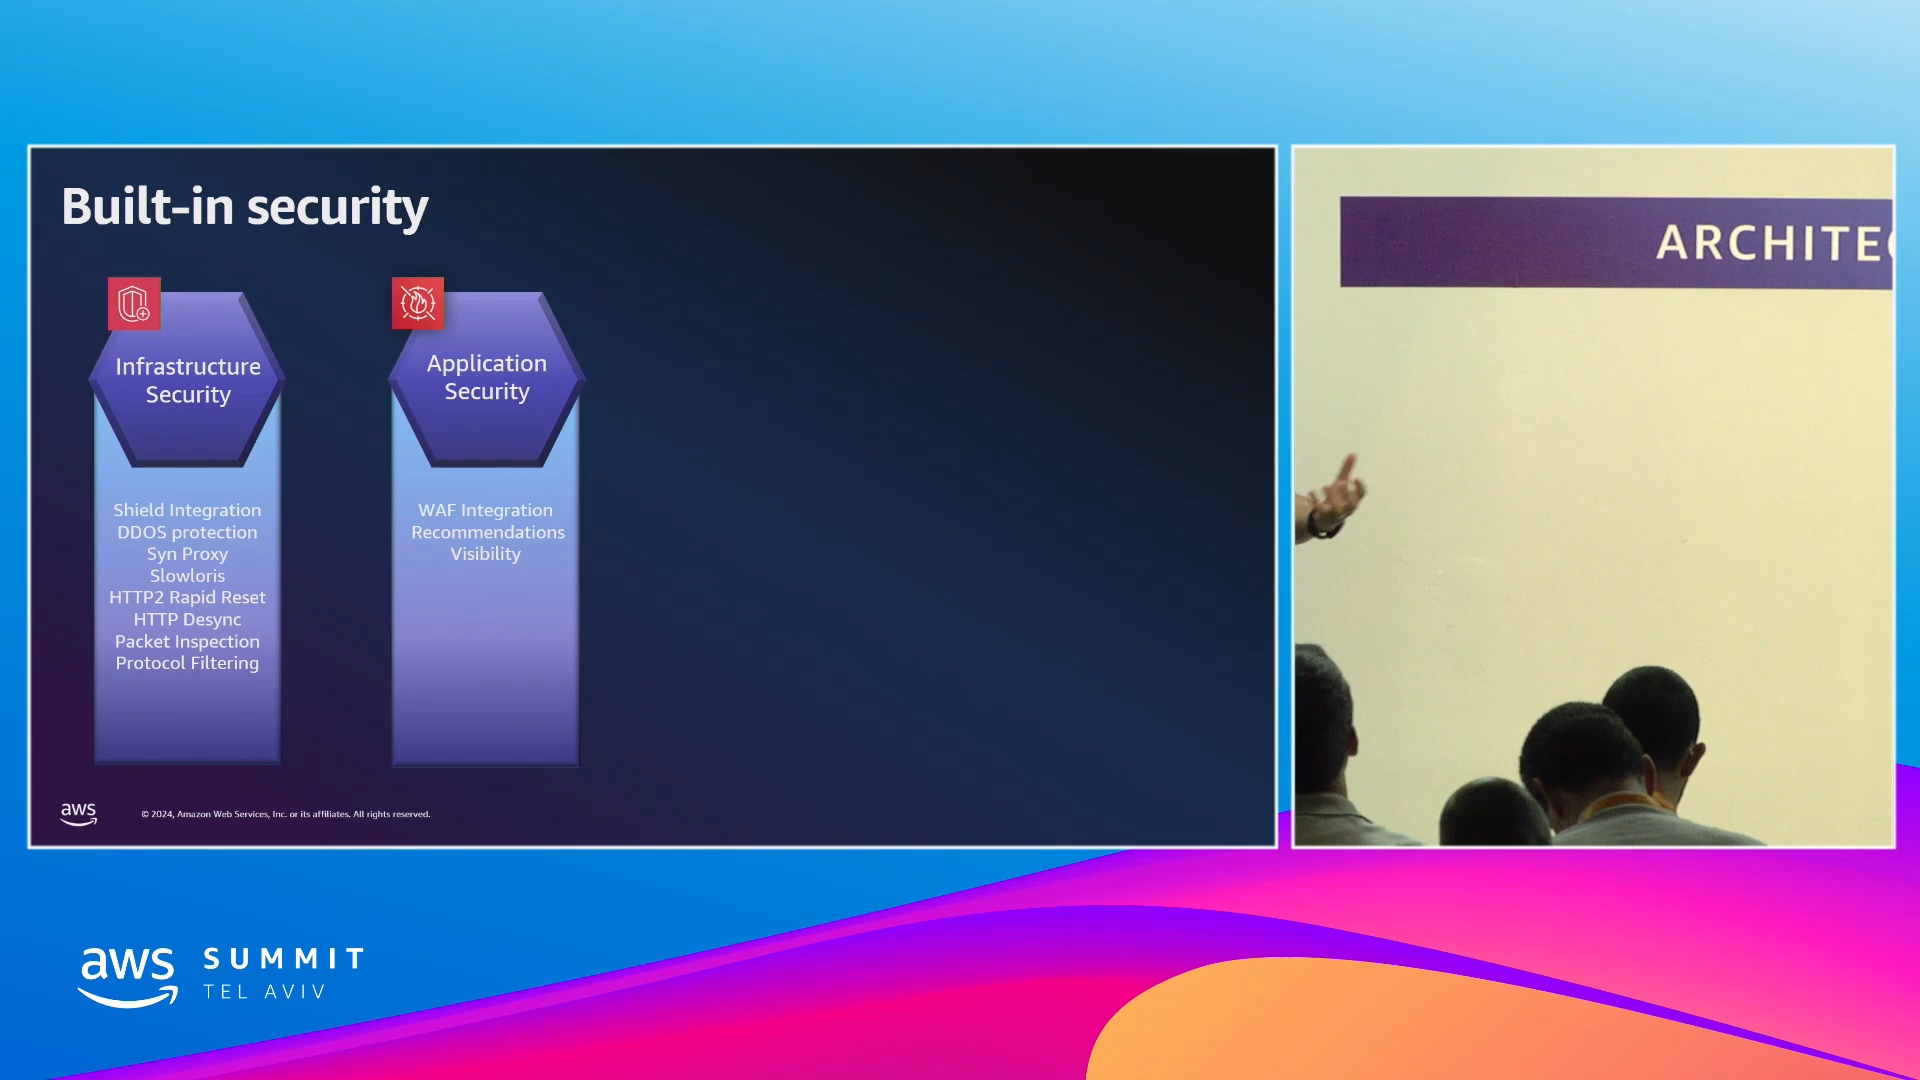 Built-in security
Infrastructure
Security
Shield Integration
DDOS protection
Syn Proxy
Slowloris
HTTP2 Rapid Reset
HTTP Desync
Packet Inspection
Protocol Filtering
Application
Security
WAF Integration
Recommendations
Visibility
aws
© 2024, Amazon Web Services, Inc. or its affiliates. All rights reserved.
ARCHITEC
aws SUMMIT
TEL AVIV